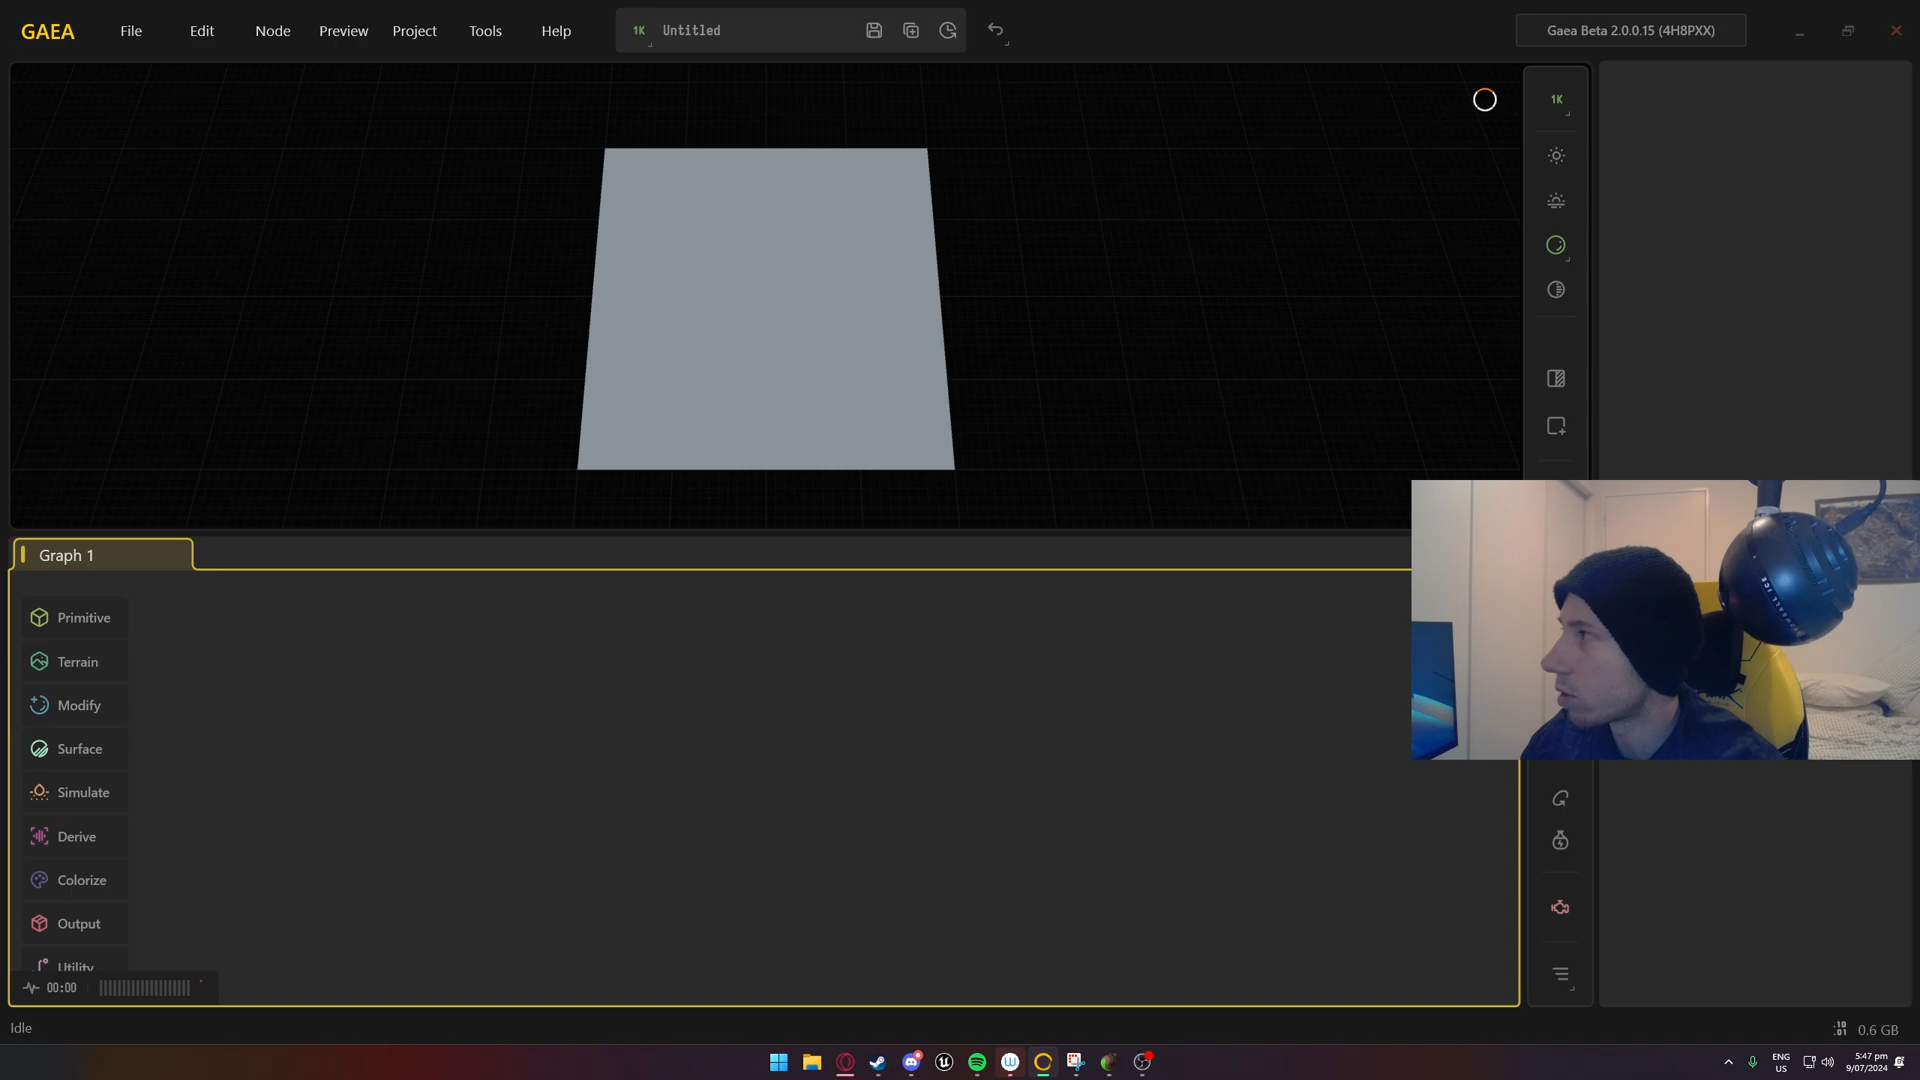 GAEA
File
Edit
Node
Preview
Project
Tools
Help
1K
Untitled
Gaea Beta 2.0.0.15 (4H8PXX)
1K
Graph 1
Primitive
Terrain
Modify
Surface
Simulate
Derive
Colorize
Output
Utility
00:00
Idle
0.6 GB
ENG
US
5:47 pm
9/07/2024